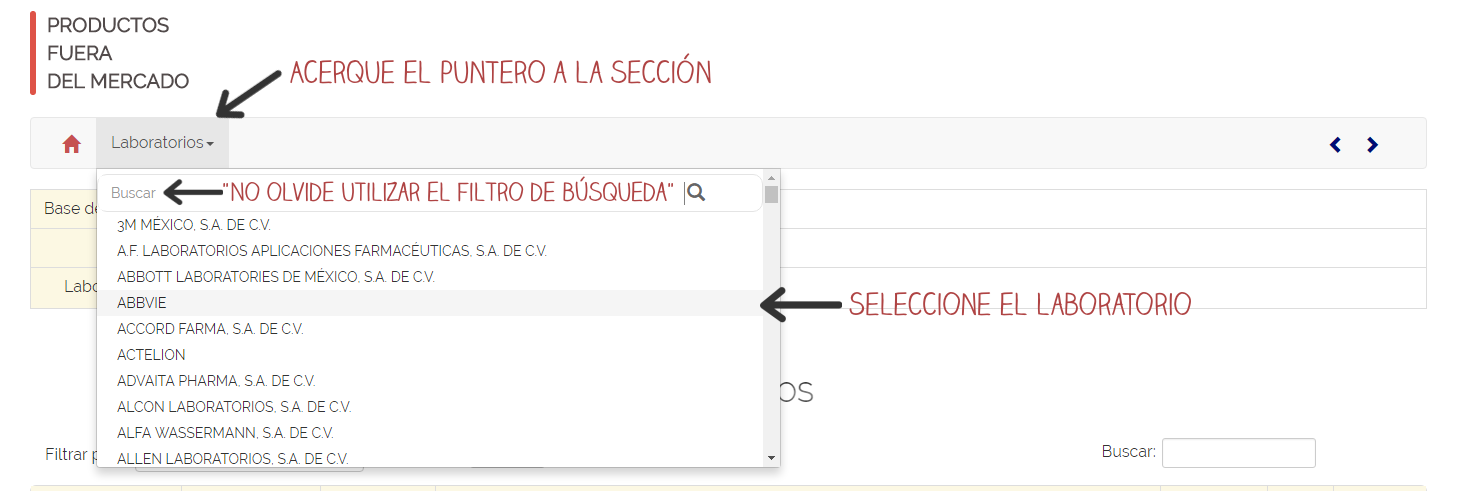 PRODUCTOS
FUERA
DEL MERCADO
ACERQUE EL PUNTERO A LA SECCIÓN
Laboratorios
Buscar "NO OLVIDE UTILIZAR EL FILTRO DE BÚSQUEDA"
Base de
3M MÉXICO, S.A. DE C.V.
A.F. LABORATORIOS APLICACIONES FARMACÉUTICAS, S.A. DE C.V.
ABBOTT LABORATORIES DE MÉXICO, S.A. DE C.V.
Labo
ABBVIE
SELECCIONE EL LABORATORIO
ACCORD FARMA, S.A. DE C.V.
ACTELION
ADVAITA PHARMA, S.A. DE C.V.
OS
ALCON LABORATORIOS, S.A. DE C.V.
ALFA WASSERMANN, S.A. DE C.V.
Filtrar p
ALLEN LABORATORIOS, S.A. DE C.V.
Buscar: